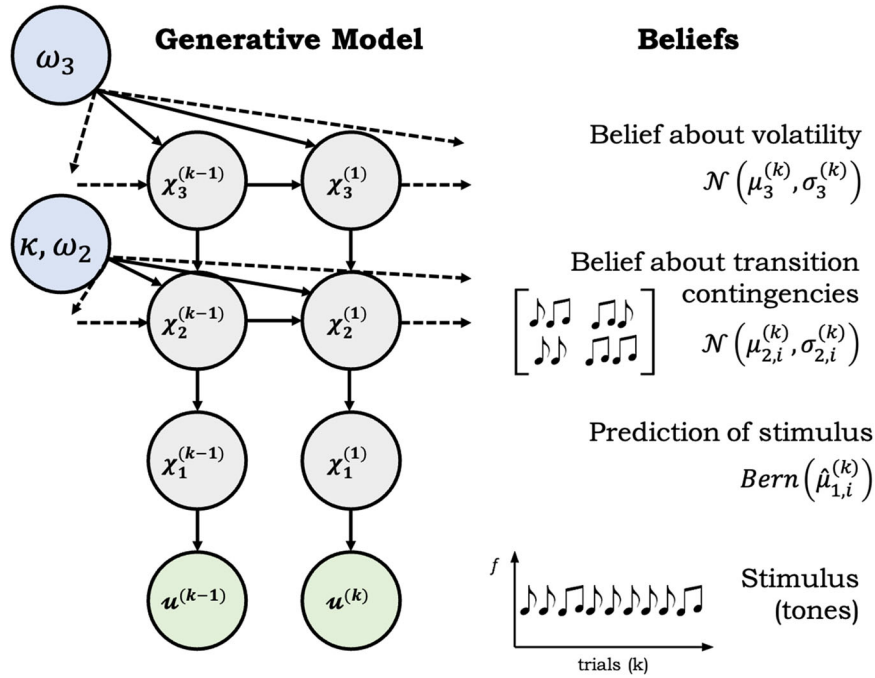 Generative Model
Beliefs
ω₃
χ₃^(k−1)
χ₃^(1)
Belief about volatility
𝒩(μ₃^(k), σ₃^(k))
κ, ω₂
χ₂^(k−1)
χ₂^(1)
Belief about transition
contingencies
𝒩(μ₂,ᵢ^(k), σ₂,ᵢ^(k))
χ₁^(k−1)
χ₁^(1)
Prediction of stimulus
Bern(μ̂₁,ᵢ^(k))
u^(k−1)
u^(k)
f
trials (k)
Stimulus
(tones)